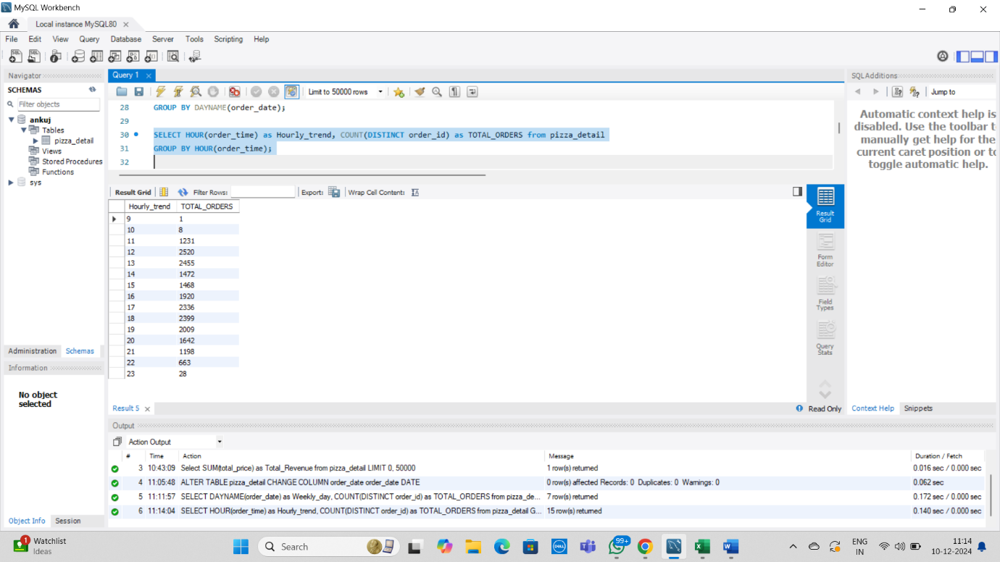 MySQL Workbench
Local instance MySQL80
File Edit View Query Database Server Tools Scripting Help
Navigator
SCHEMAS
Filter objects
ankuj
Tables
pizza_detail
Views
Stored Procedures
Functions
sys
Administration Schemas
Information
No object
selected
Object Info Session
Query 1
Limit to 50000 rows
28 GROUP BY DAYNAME(order_date);
29
30 SELECT HOUR(order_time) as Hourly_trend, COUNT(DISTINCT order_id) as TOTAL_ORDERS from pizza_detail
31 GROUP BY HOUR(order_time);
32
Result Grid Filter Rows: Export: Wrap Cell Content:
Hourly_trend TOTAL_ORDERS
9 1
10 8
11 1231
12 2520
13 2455
14 1472
15 1468
16 1920
17 2336
18 2399
19 2009
20 1642
21 1198
22 663
23 28
Result
Grid
Form
Editor
Field
Types
Query
Stats
Result 5
Read Only
SQLAdditions
Jump to
Automatic context help is
disabled. Use the toolbar t
manually get help for the
current caret position or to
toggle automatic help.
Context Help Snippets
Output
Action Output
# Time Action Message Duration / Fetch
3 10:43:09 Select SUM(total_price) as Total_Revenue from pizza_detail LIMIT 0, 50000 1 row(s) returned 0.016 sec / 0.000 sec
4 11:05:48 ALTER TABLE pizza_detail CHANGE COLUMN order_date order_date DATE 0 row(s) affected Records: 0 Duplicates: 0 Warnings: 0 0.062 sec
5 11:11:57 SELECT DAYNAME(order_date) as Weekly_day, COUNT(DISTINCT order_id) as TOTAL_ORDERS from pizza_de... 7 row(s) returned 0.172 sec / 0.000 sec
6 11:14:04 SELECT HOUR(order_time) as Hourly_trend, COUNT(DISTINCT order_id) as TOTAL_ORDERS from pizza_detail G... 15 row(s) returned 0.140 sec / 0.000 sec
1
Watchlist
Ideas
Search
DELL
99+
ENG
IN
11:14
10-12-2024